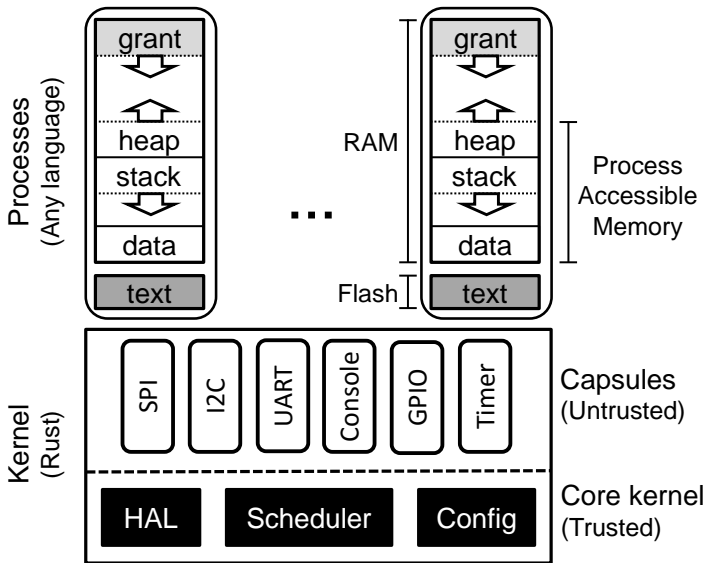 Processes
(Any language)
grant
heap
stack
data
text
...
RAM
Flash
grant
heap
stack
data
text
Process
Accessible
Memory
Kernel
(Rust)
SPI
I2C
UART
Console
GPIO
Timer
Capsules
(Untrusted)
HAL
Scheduler
Config
Core kernel
(Trusted)